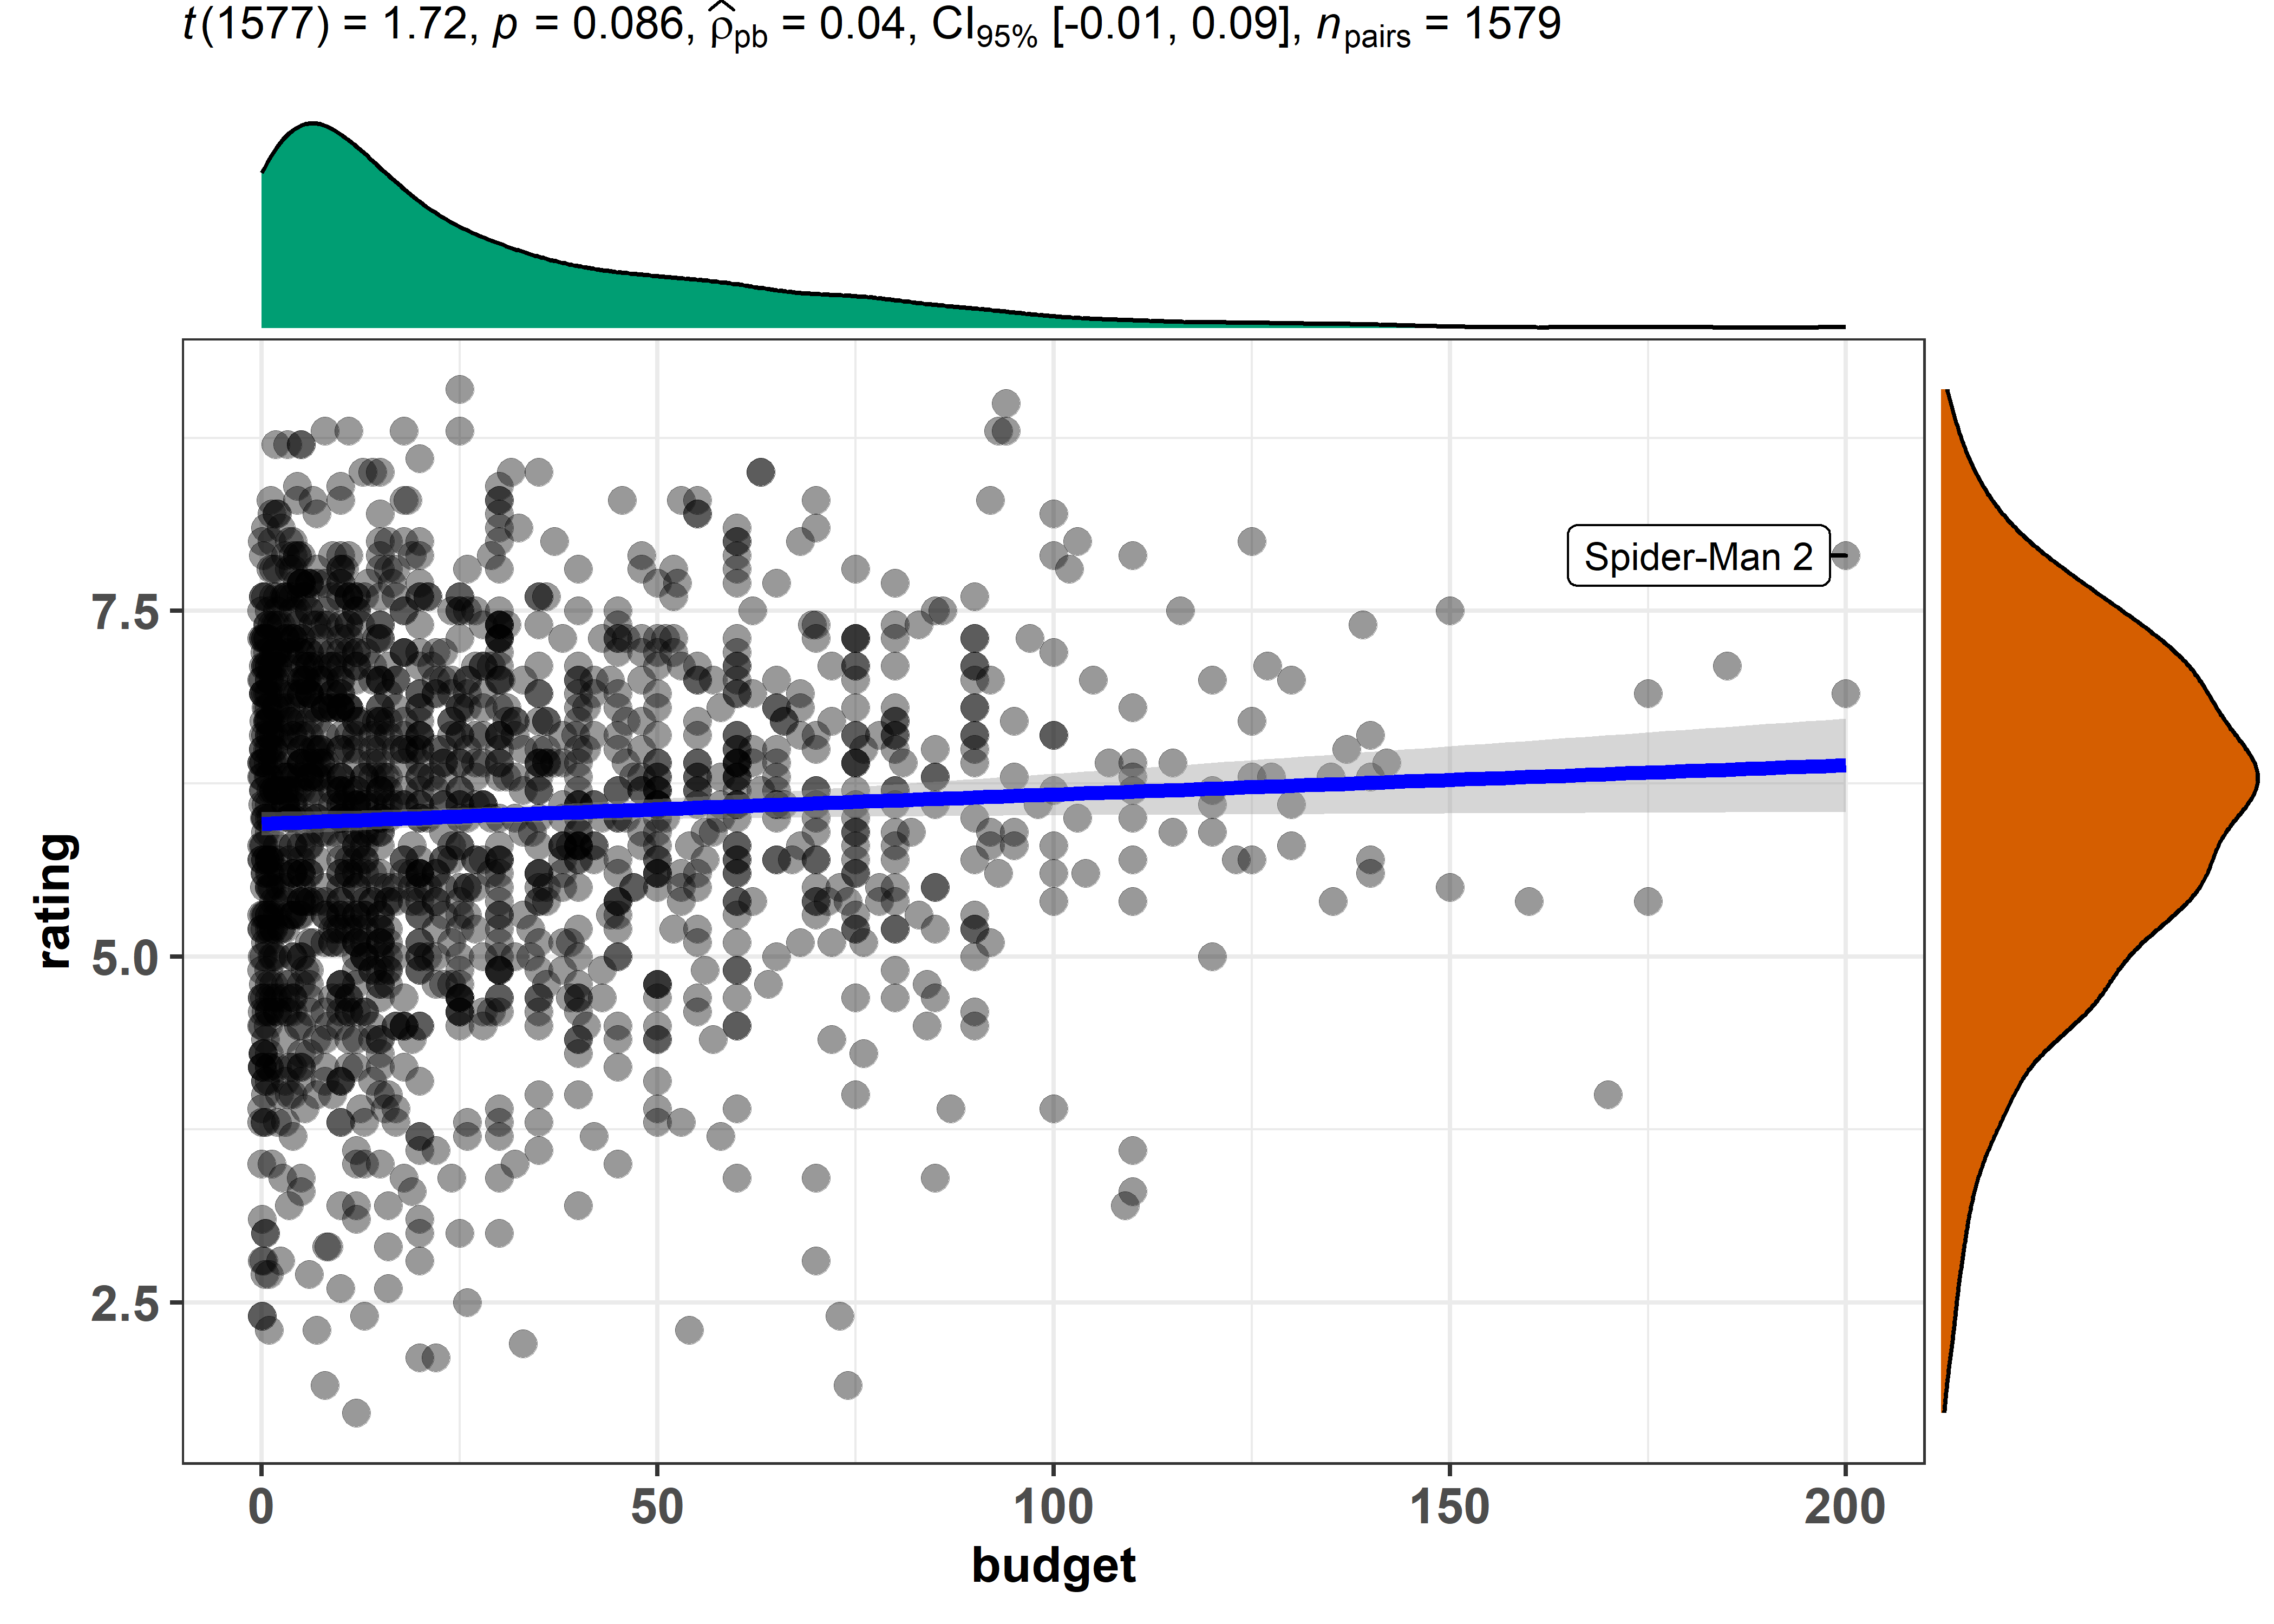 t(1577) = 1.72, p = 0.086, ρ̂pb = 0.04, CI95% [-0.01, 0.09], npairs = 1579
Spider-Man 2
7.5
5.0
2.5
rating
0 50 100 150 200
budget